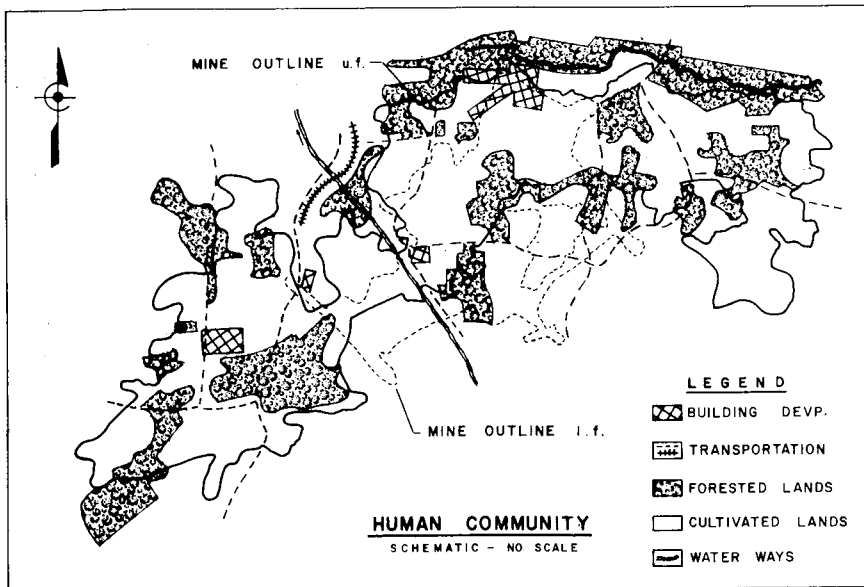 MINE OUTLINE u.f.
MINE OUTLINE l.f.
HUMAN COMMUNITY
SCHEMATIC - NO SCALE
LEGEND
BUILDING DEVP.
TRANSPORTATION
FORESTED LANDS
CULTIVATED LANDS
WATER WAYS